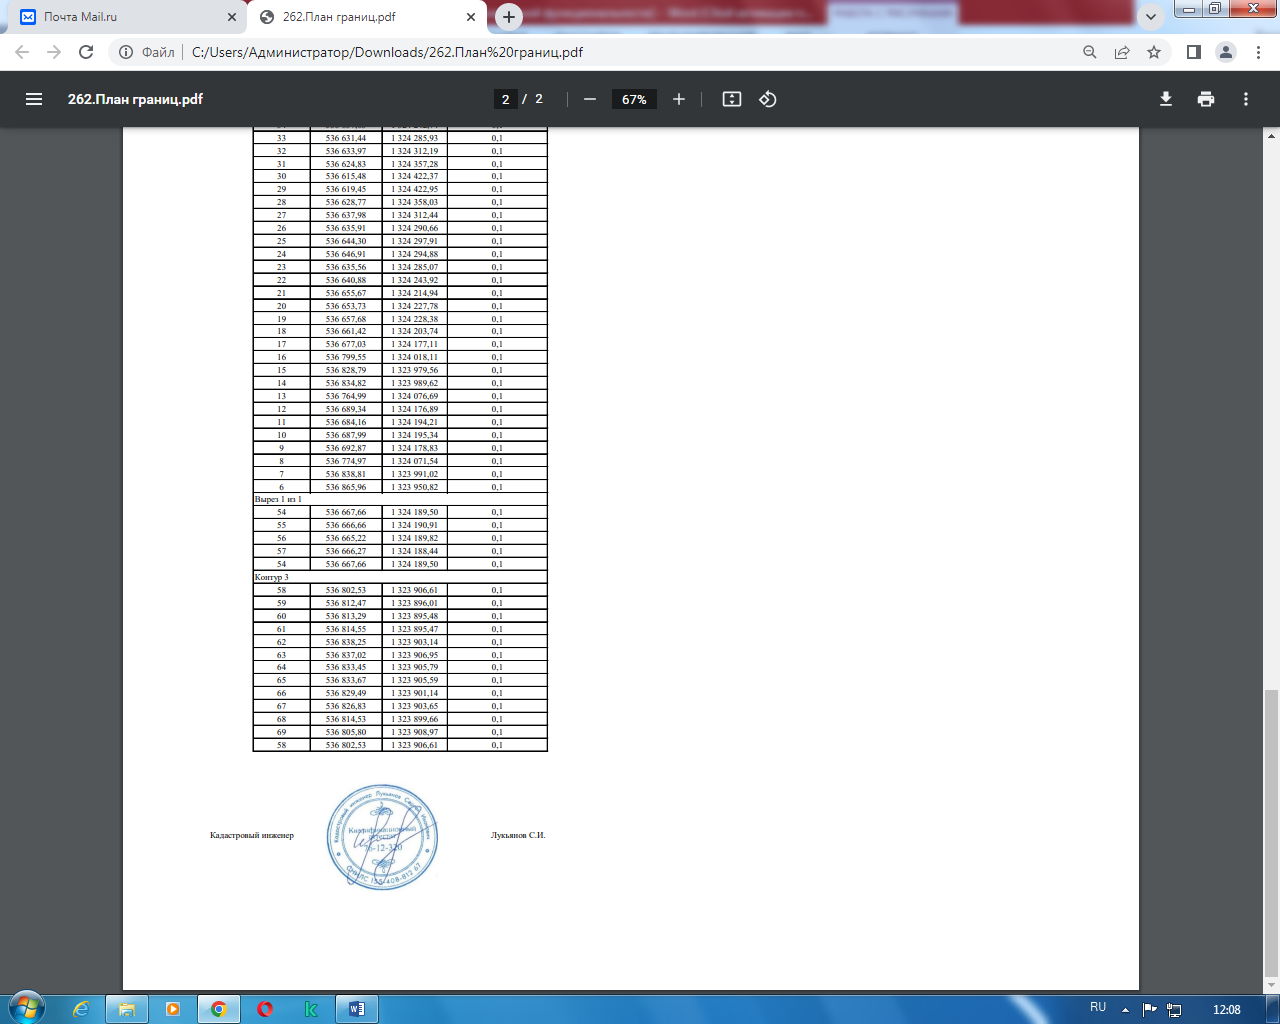 Почта Mail.ru
262.План границ.pdf
Файл C:/Users/Администратор/Downloads/262.План%20границ.pdf
262.План границ.pdf 2 / 2 67%
33 536 631,44 1 324 285,93 0,1
32 536 633,97 1 324 312,19 0,1
31 536 624,83 1 324 357,28 0,1
30 536 615,48 1 324 422,37 0,1
29 536 619,45 1 324 422,95 0,1
28 536 628,77 1 324 358,03 0,1
27 536 637,98 1 324 312,44 0,1
26 536 635,91 1 324 290,66 0,1
25 536 644,30 1 324 297,91 0,1
24 536 646,91 1 324 294,88 0,1
23 536 635,56 1 324 285,07 0,1
22 536 640,88 1 324 243,92 0,1
21 536 655,67 1 324 214,94 0,1
20 536 653,73 1 324 227,78 0,1
19 536 657,68 1 324 228,38 0,1
18 536 661,42 1 324 203,74 0,1
17 536 677,03 1 324 177,11 0,1
16 536 799,55 1 324 018,11 0,1
15 536 828,79 1 323 979,56 0,1
14 536 834,82 1 323 989,62 0,1
13 536 764,99 1 324 076,69 0,1
12 536 689,34 1 324 176,89 0,1
11 536 684,16 1 324 194,21 0,1
10 536 687,99 1 324 195,34 0,1
9 536 692,87 1 324 178,83 0,1
8 536 774,97 1 324 071,54 0,1
7 536 838,81 1 323 991,02 0,1
6 536 865,96 1 323 950,82 0,1
Вырез 1 из 1
54 536 667,66 1 324 189,50 0,1
55 536 666,66 1 324 190,91 0,1
56 536 665,22 1 324 189,82 0,1
57 536 666,27 1 324 188,44 0,1
54 536 667,66 1 324 189,50 0,1
Контур 3
58 536 802,53 1 323 906,61 0,1
59 536 812,47 1 323 896,01 0,1
60 536 813,29 1 323 895,48 0,1
61 536 814,55 1 323 895,47 0,1
62 536 838,25 1 323 903,14 0,1
63 536 837,02 1 323 906,95 0,1
64 536 833,45 1 323 905,79 0,1
65 536 833,67 1 323 905,59 0,1
66 536 829,49 1 323 901,14 0,1
67 536 826,83 1 323 903,65 0,1
68 536 814,53 1 323 899,66 0,1
69 536 805,80 1 323 908,97 0,1
58 536 802,53 1 323 906,61 0,1
Кадастровый инженер Лукьянов
Квалификационный
аттестат
76-12-320
Кадастровый инженер Лукьянов С.И.
RU 12:08